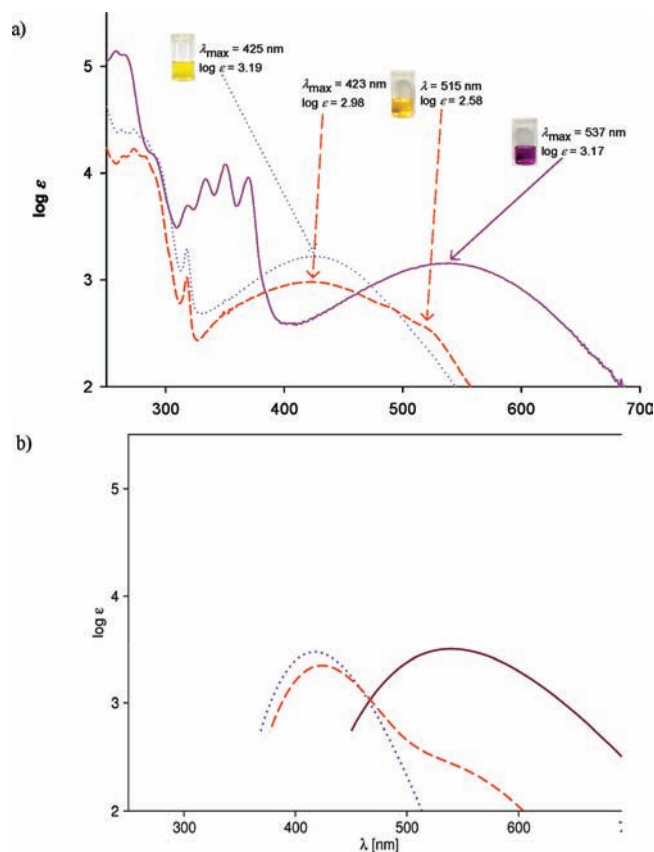 a)
λmax = 425 nm
log ε = 3.19
λmax = 423 nm
log ε = 2.98
λ = 515 nm
log ε = 2.58
λmax = 537 nm
log ε = 3.17
log ε
5
4
3
2
300
400
500
600
700
b)
log ε
5
4
3
2
300
400
500
600
λ [nm]